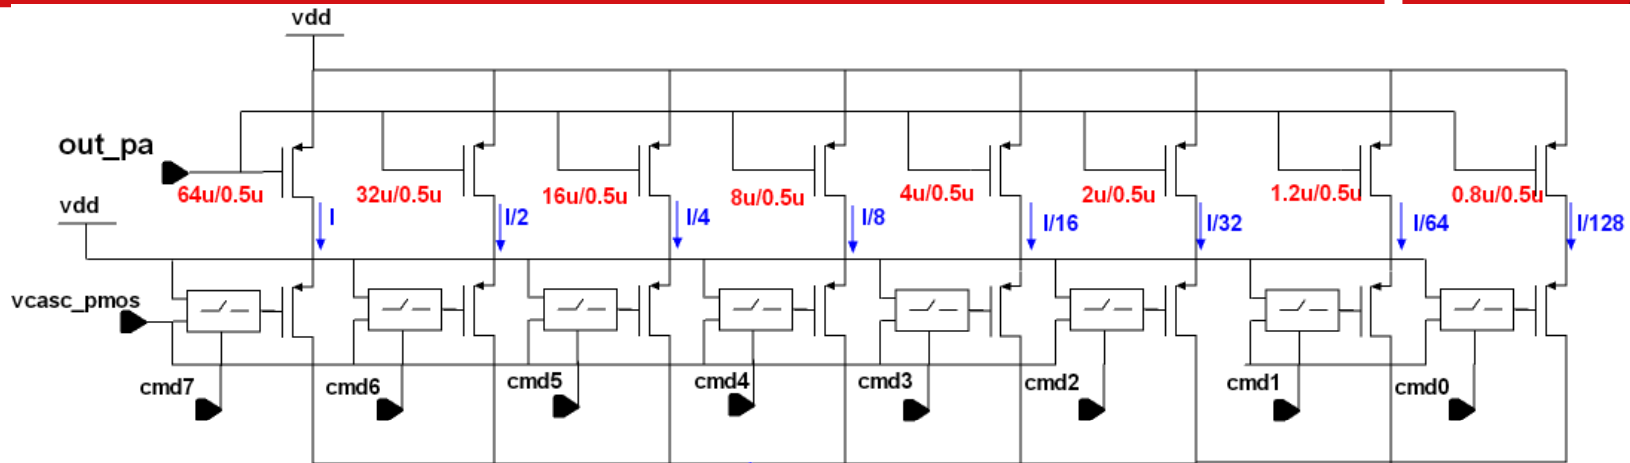 vdd
out_pa
64u/0.5u
32u/0.5u
16u/0.5u
8u/0.5u
4u/0.5u
2u/0.5u
1.2u/0.5u
0.8u/0.5u
vdd
I
I/2
I/4
I/8
I/16
I/32
I/64
I/128
vcasc_pmos
cmd7
cmd6
cmd5
cmd4
cmd3
cmd2
cmd1
cmd0